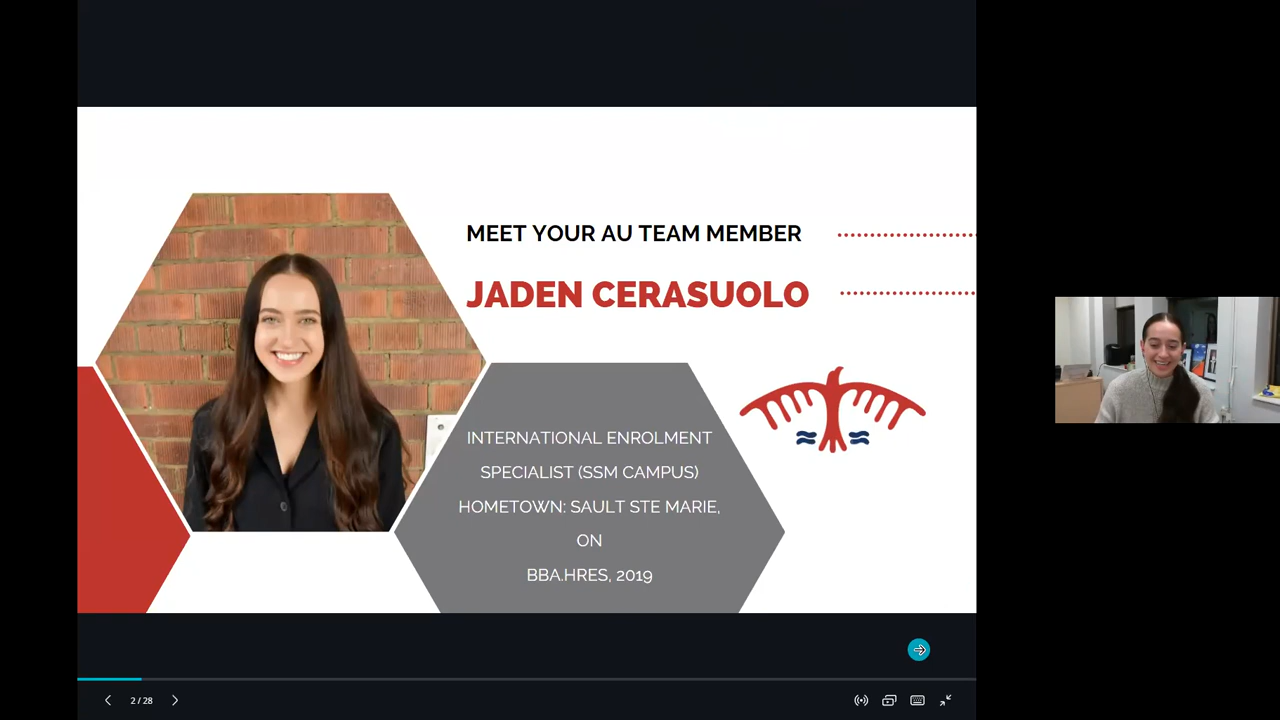 MEET YOUR AU TEAM MEMBER
JADEN CERASUOLO
INTERNATIONAL ENROLMENT
SPECIALIST (SSM CAMPUS)
HOMETOWN: SAULT STE MARIE,
ON
BBA.HRES, 2019
2 / 28